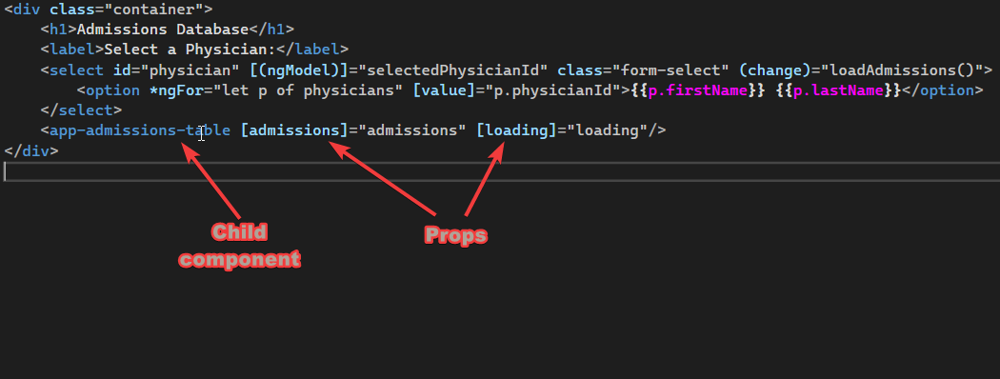 <div class="container">
    <h1>Admissions Database</h1>
    <label>Select a Physician:</label>
    <select id="physician" [(ngModel)]="selectedPhysicianId" class="form-select" (change)="loadAdmissions()">
        <option *ngFor="let p of physicians" [value]="p.physicianId">{{p.firstName}} {{p.lastName}}</option>
    </select>
    <app-admissions-table [admissions]="admissions" [loading]="loading"/>
</div>
Child
component
Props